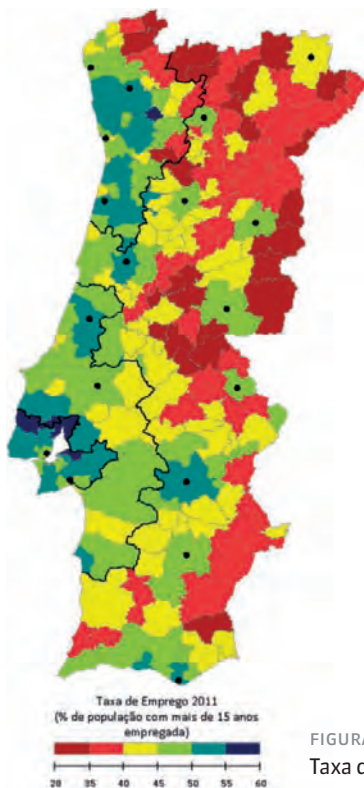 Taxa de Emprego 2011
(% de população com mais de 15 anos
empregada)
28 35 40 45 50 55 60
FIGURA
Taxa d